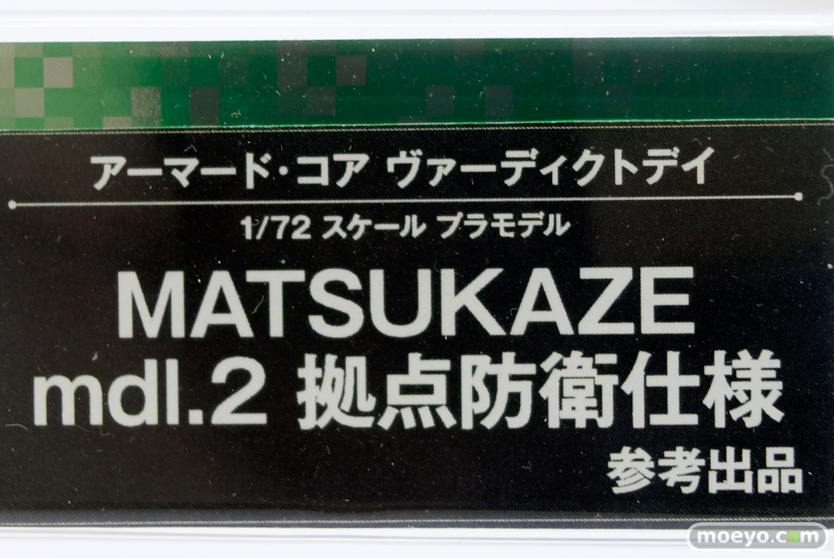 アーマード・コア ヴァーディクトデイ
1/72 スケール プラモデル
MATSUKAZE
mdl.2 拠点防衛仕様
参考出品
moeyo.com